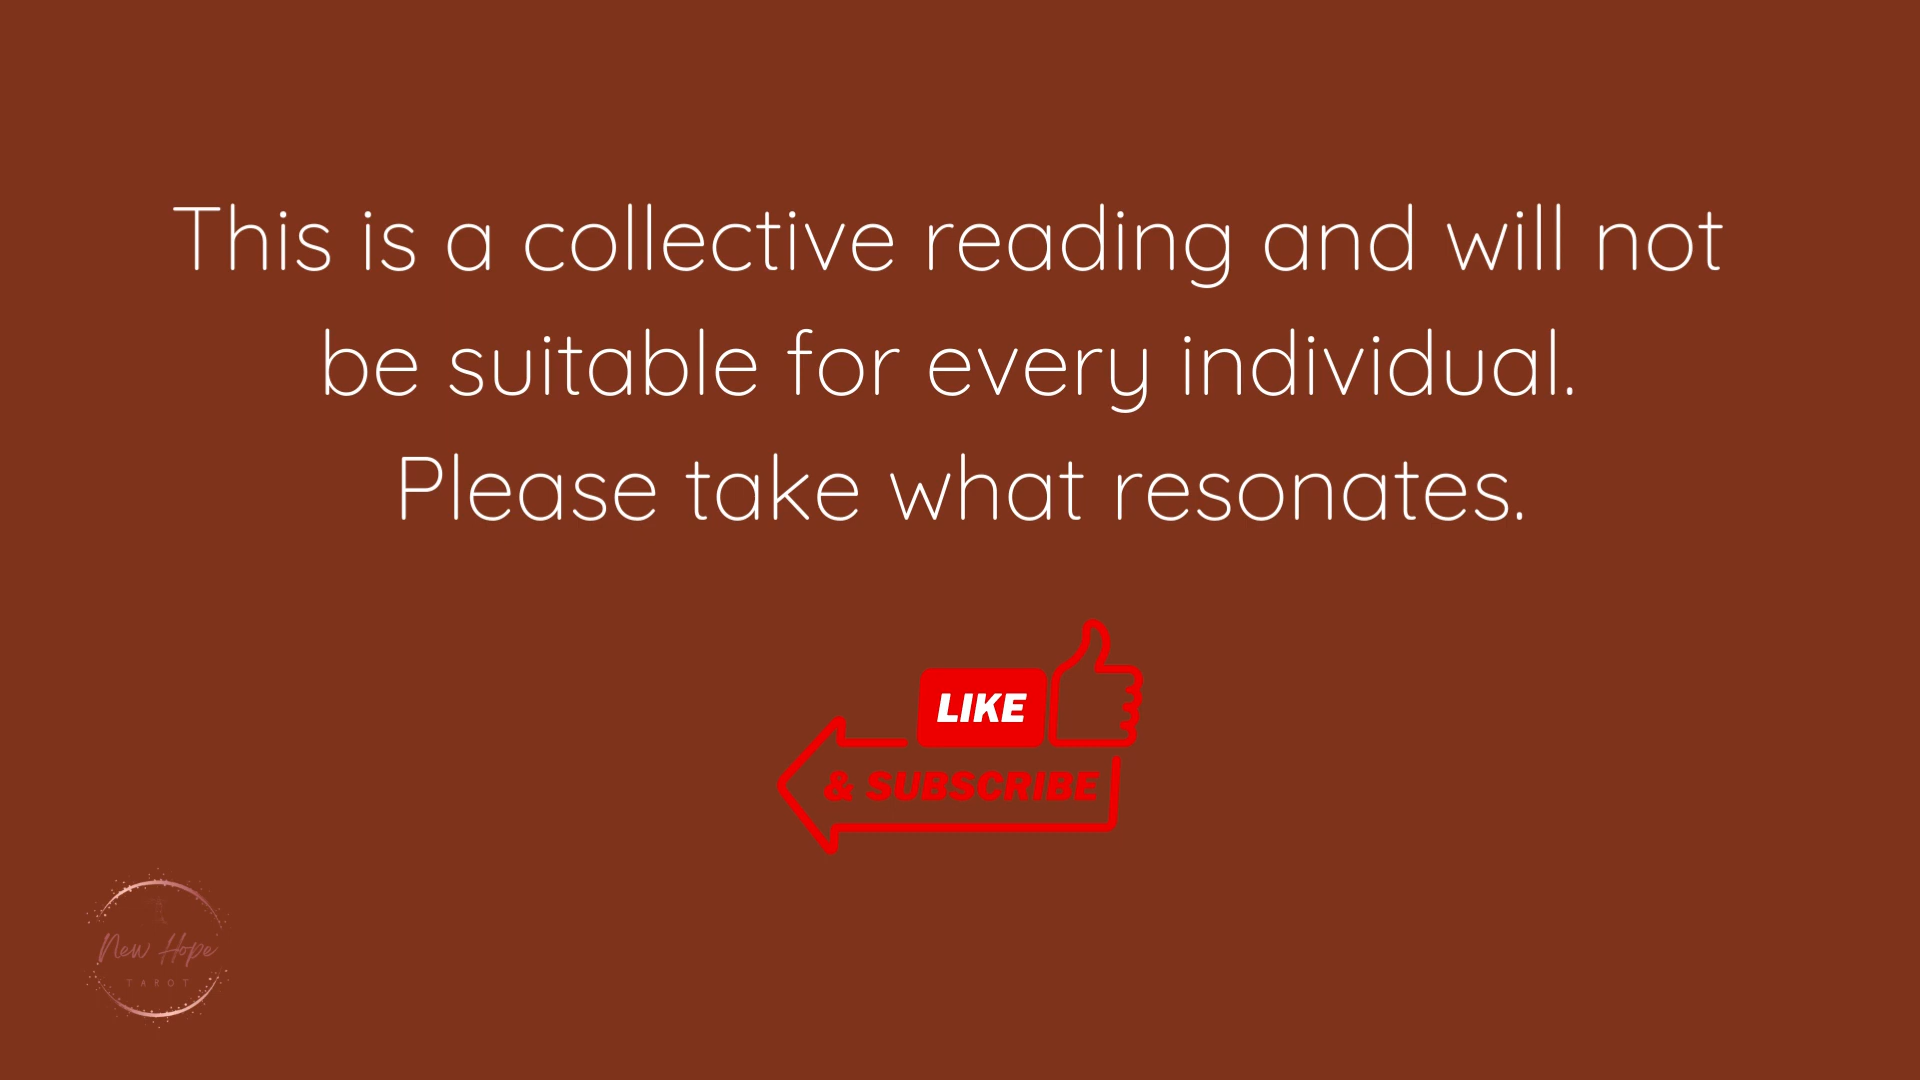 This is a collective reading and will not
be suitable for every individual.
Please take what resonates.
LIKE
& SUBSCRIBE
New Hope
TAROT